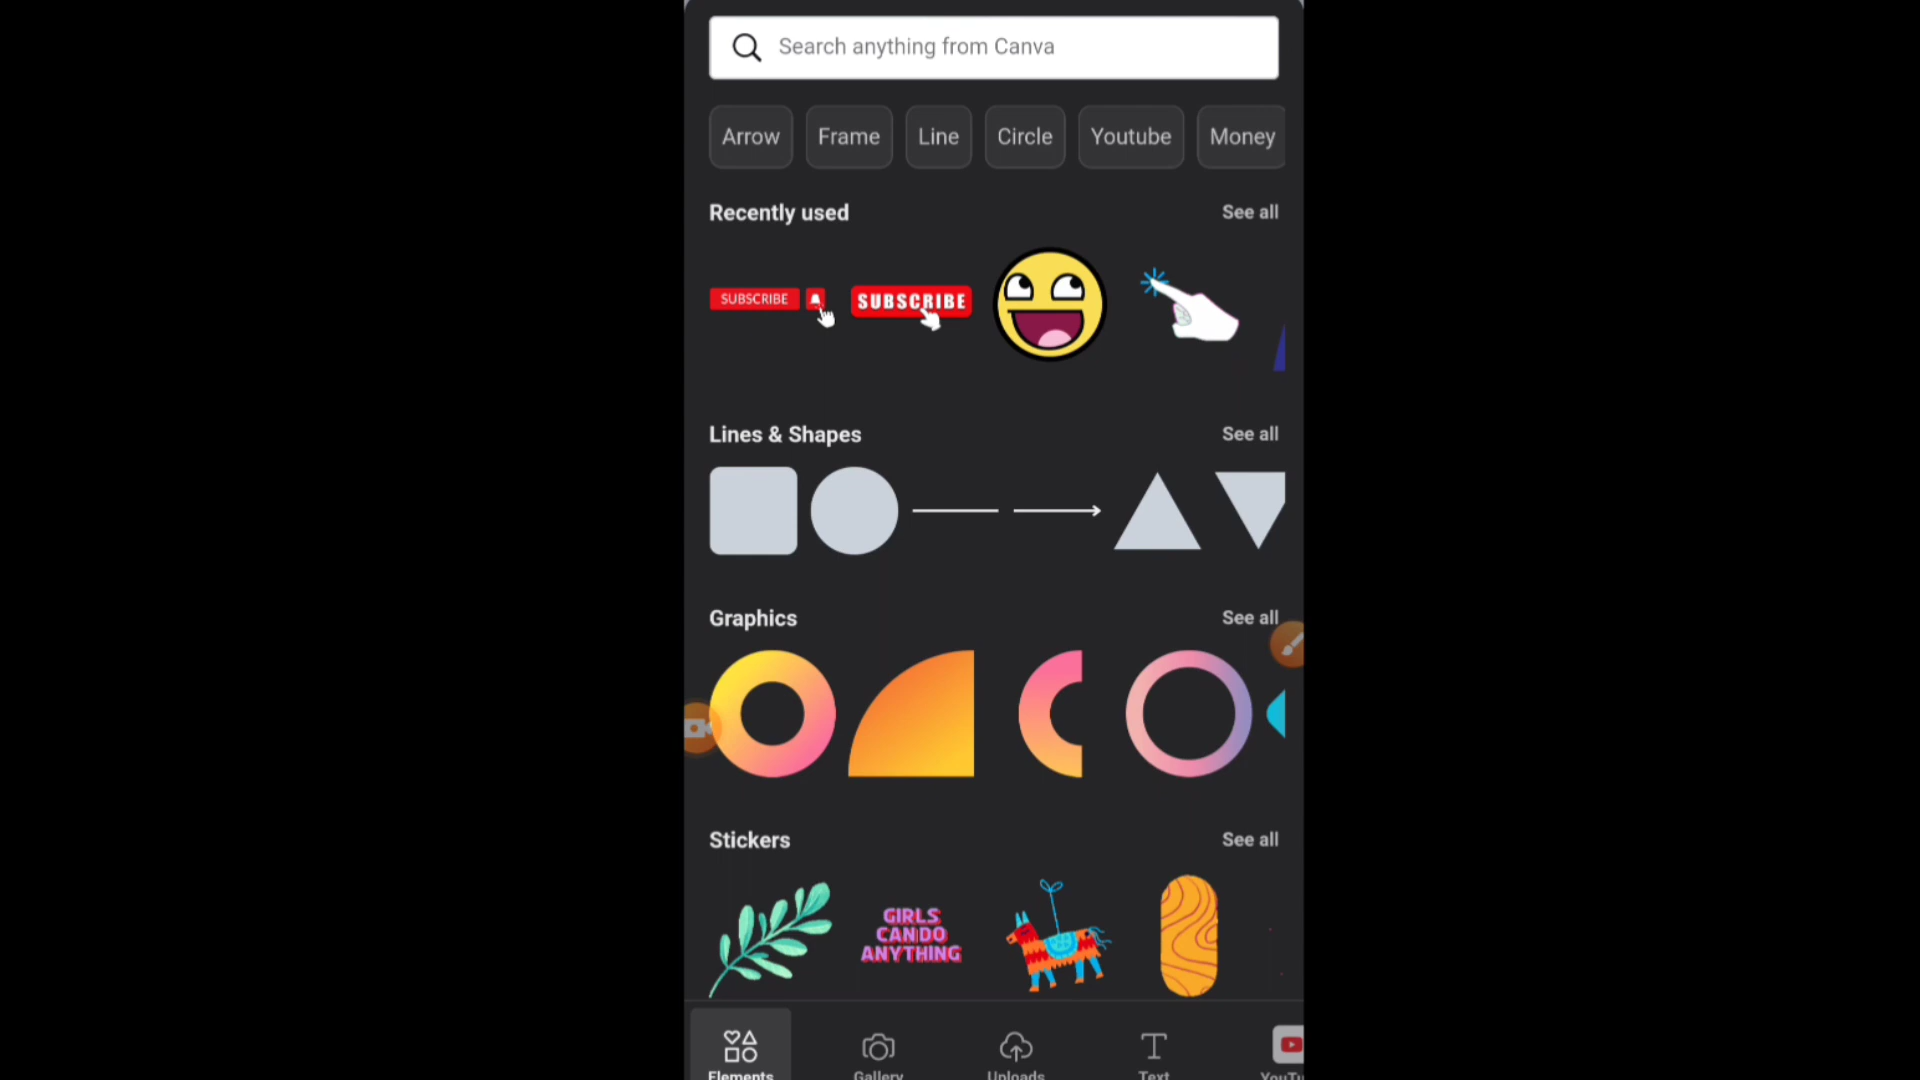 Search anything from Canva
Arrow Frame Line Circle Youtube Money
Recently used See all
SUBSCRIBE SUBSCRIBE
Lines & Shapes See all
Graphics See all
Stickers See all
GIRLS
CAN DO
ANYTHING
Elements Gallery Uploads Text